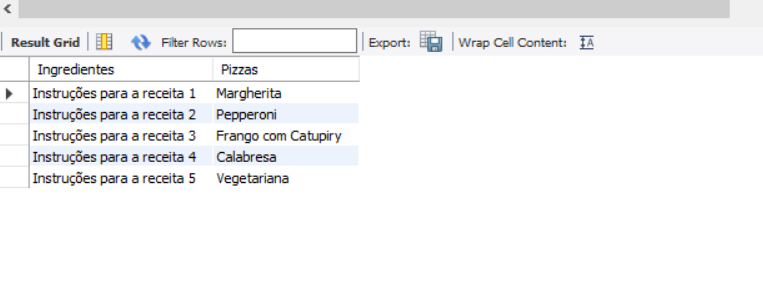 Result Grid Filter Rows: Export: Wrap Cell Content: IA
Ingredientes Pizzas
Instruções para a receita 1 Margherita
Instruções para a receita 2 Pepperoni
Instruções para a receita 3 Frango com Catupiry
Instruções para a receita 4 Calabresa
Instruções para a receita 5 Vegetariana